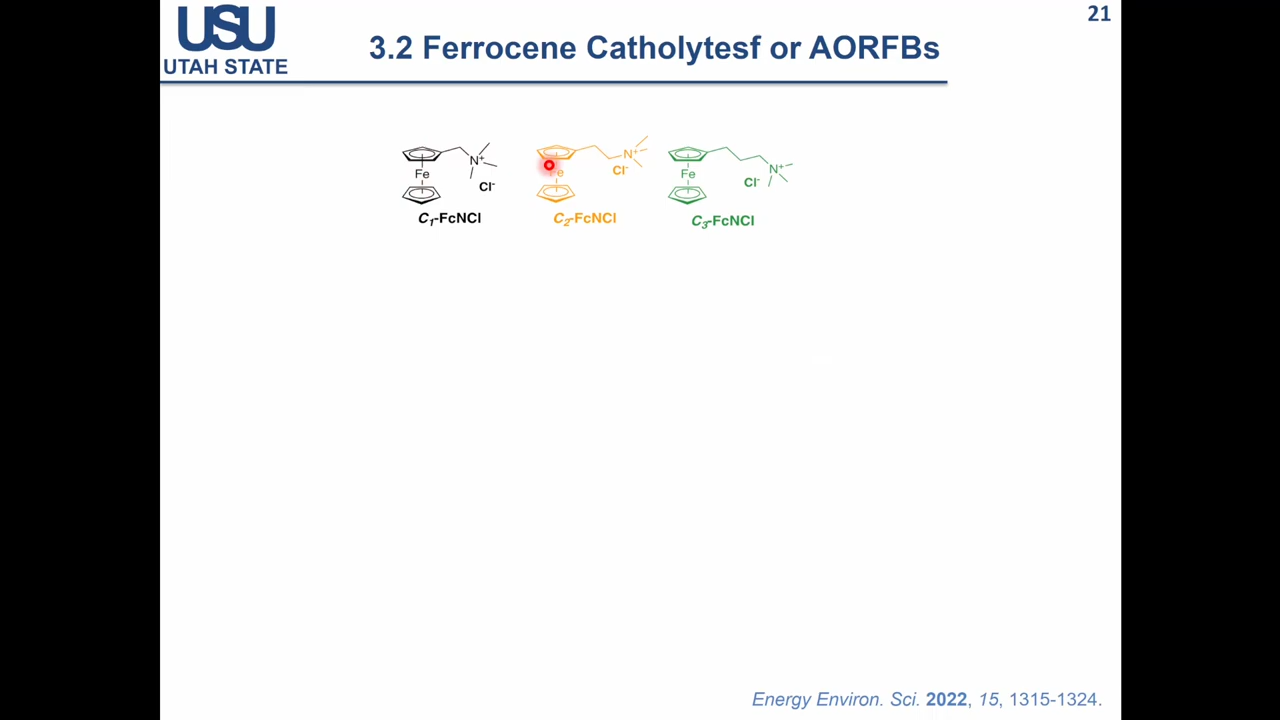 USU
UTAH STATE
21
3.2 Ferrocene Catholytesf or AORFBs
Fe
N+
Cl-
C1-FcNCl
Fe
N+
Cl-
C2-FcNCl
Fe
N+
Cl-
C3-FcNCl
Energy Environ. Sci. 2022, 15, 1315-1324.